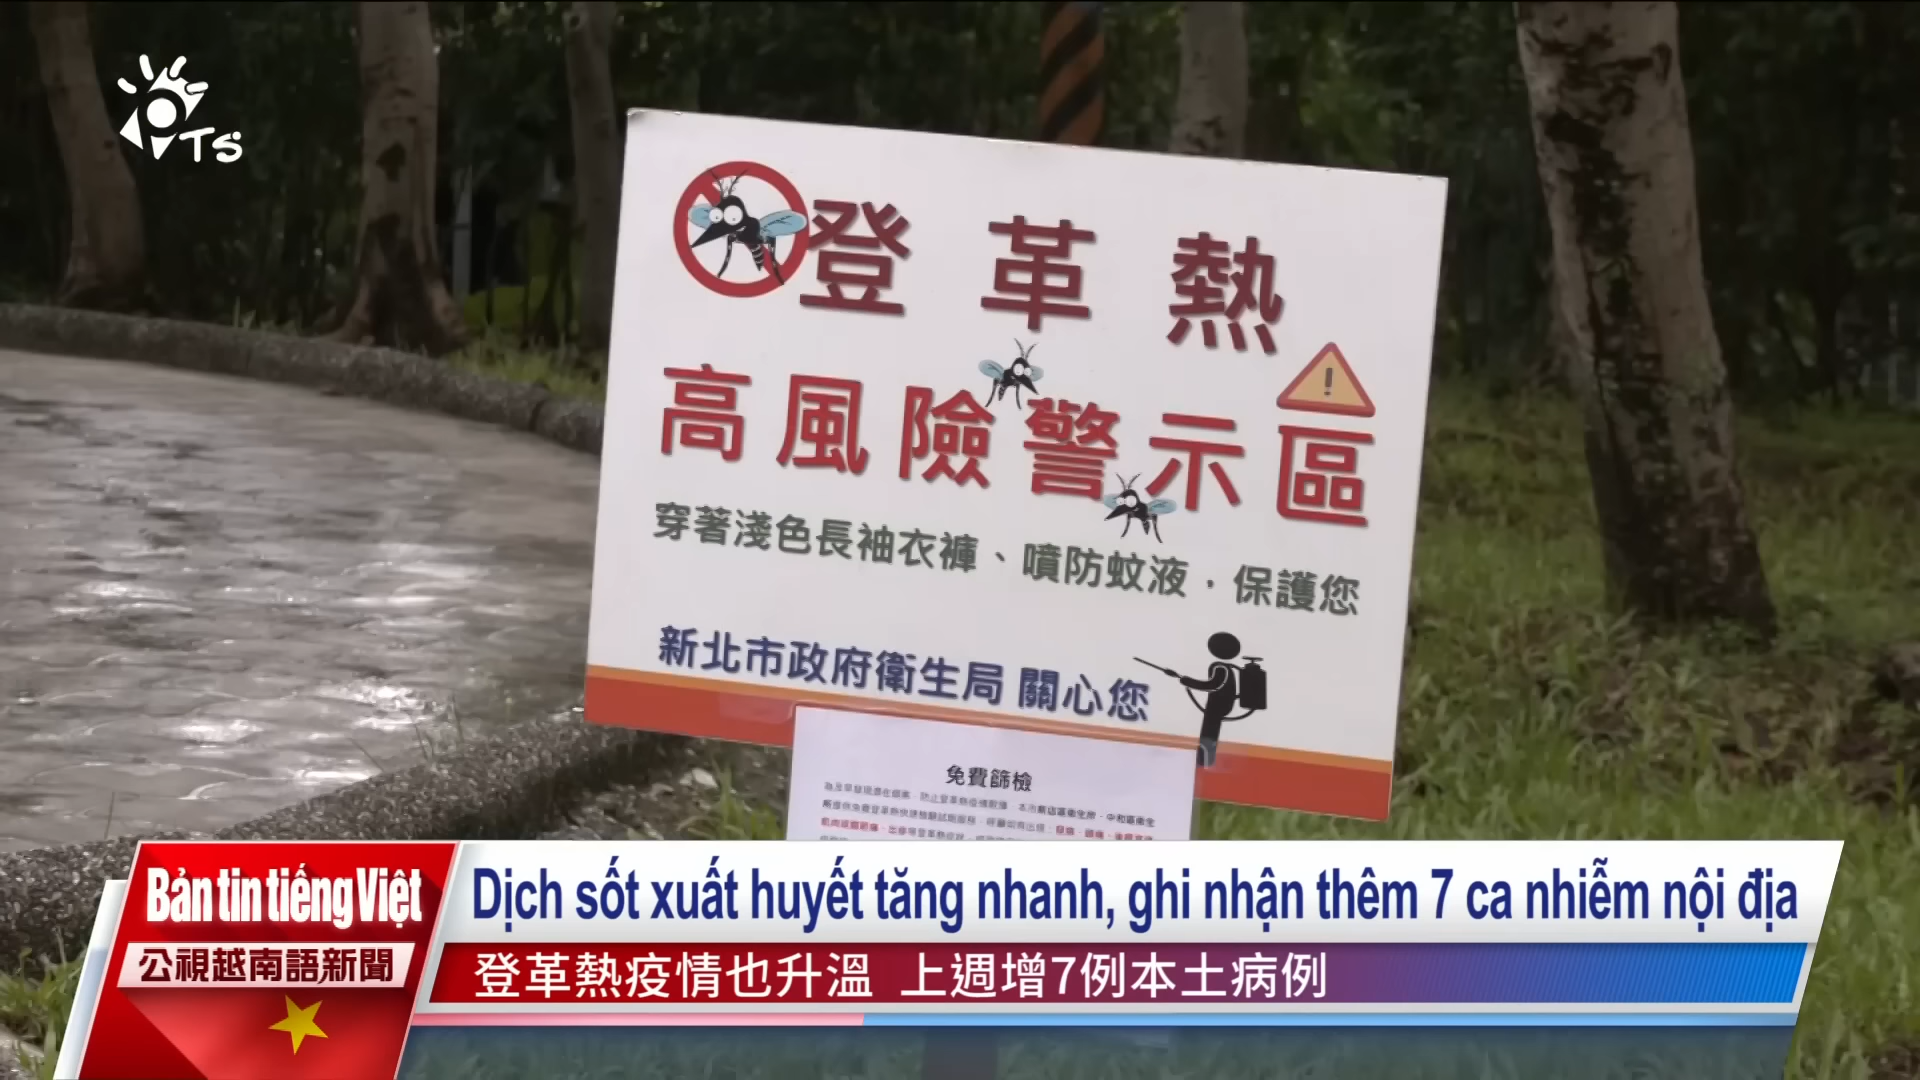 PTS
登革熱
高風險警示區
穿著淺色長袖衣褲、噴防蚊液，保護您
新北市政府衛生局 關心您
免費篩檢
Bản tin tiếng Việt
公視越南語新聞
Dịch sốt xuất huyết tăng nhanh, ghi nhận thêm 7 ca nhiễm nội địa
登革熱疫情也升溫 上週增7例本土病例